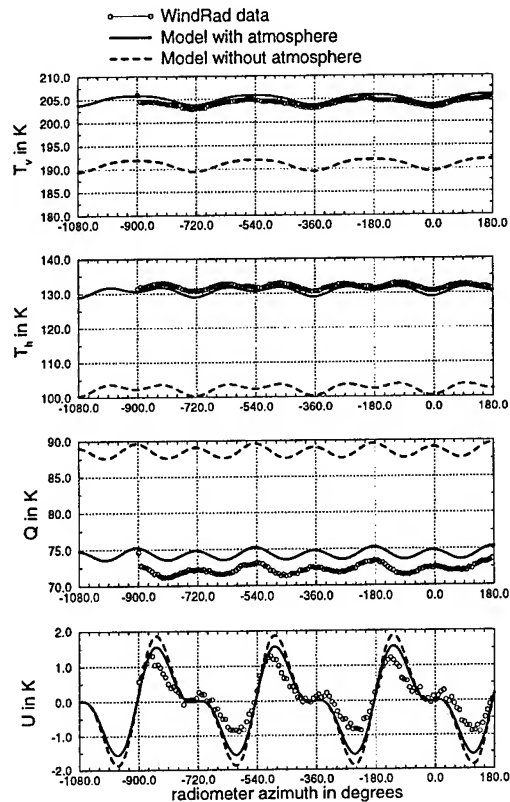 WindRad data
Model with atmosphere
Model without atmosphere
210.0
205.0
200.0
195.0
190.0
185.0
180.0
Tv in K
-1080.0 -900.0 -720.0 -540.0 -360.0 -180.0 0.0 180.0
140.0
130.0
120.0
110.0
100.0
Th in K
-1080.0 -900.0 -720.0 -540.0 -360.0 -180.0 0.0 180.0
90.0
85.0
80.0
75.0
70.0
Q in K
-1080.0 -900.0 -720.0 -540.0 -360.0 -180.0 0.0 180.0
2.0
1.0
0.0
-1.0
-2.0
U in K
-1080.0 -900.0 -720.0 -540.0 -360.0 -180.0 0.0 180.0
radiometer azimuth in degrees